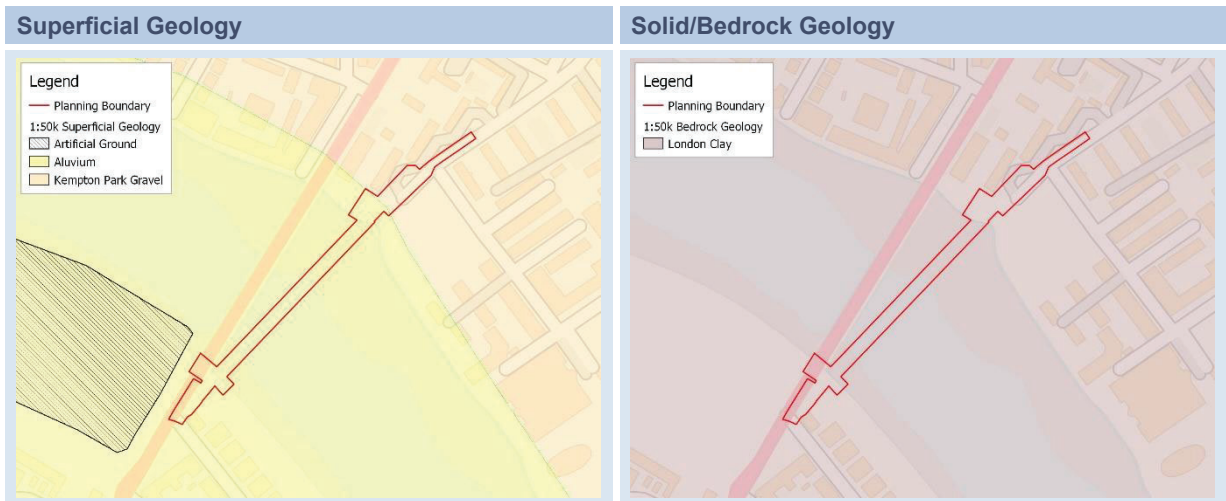 Superficial Geology
Legend
Planning Boundary
1:50k Superficial Geology
Artificial Ground
Aluvium
Kempton Park Gravel
Solid/Bedrock Geology
Legend
Planning Boundary
1:50k Bedrock Geology
London Clay